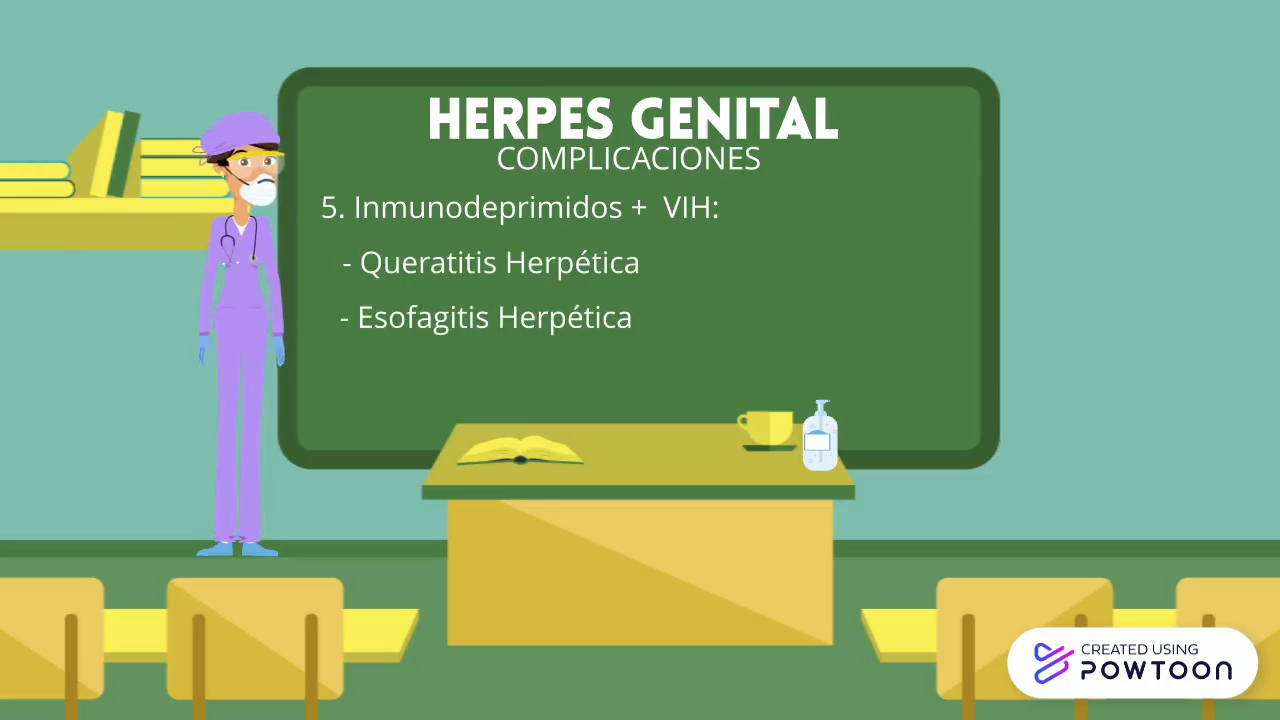 HERPES GENITAL
COMPLICACIONES
5. Inmunodeprimidos +  VIH:
- Queratitis Herpética
- Esofagitis Herpética
CREATED USING
POWTOON